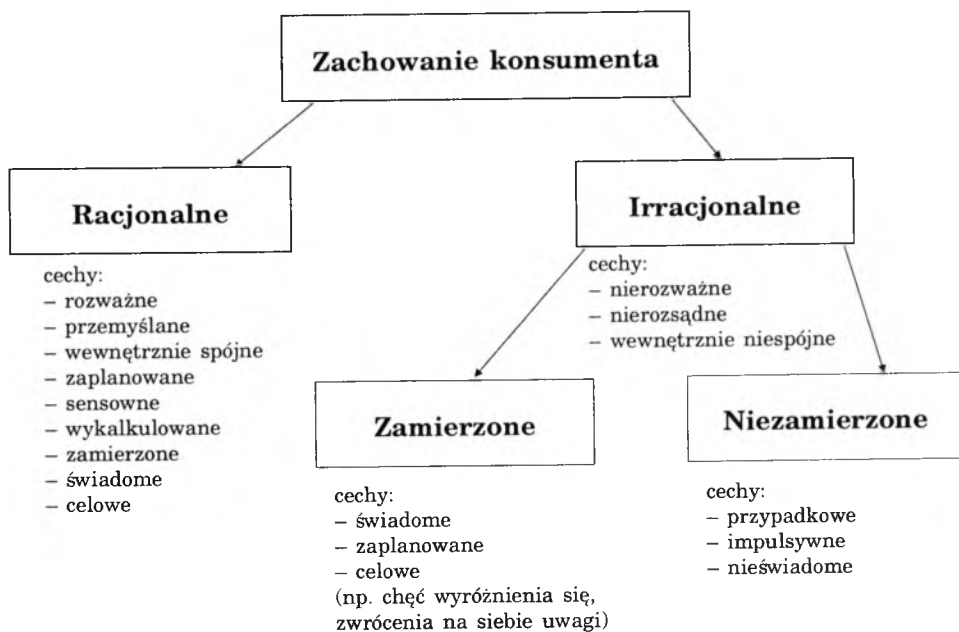 Zachowanie konsumenta
Racjonalne
cechy:
– rozważne
– przemyślane
– wewnętrznie spójne
– zaplanowane
– sensowne
– wykalkulowane
– zamierzone
– świadome
– celowe
Irracjonalne
cechy:
– nierozważne
– nierozsądne
– wewnętrznie niespójne
Zamierzone
cechy:
– świadome
– zaplanowane
– celowe
(np. chęć wyróżnienia się,
zwrócenia na siebie uwagi)
Niezamierzone
cechy:
– przypadkowe
– impulsywne
– nieświadome